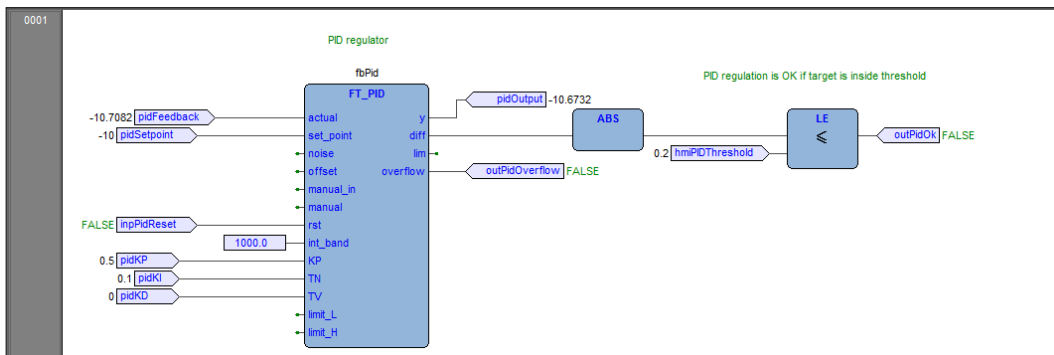 0001
PID regulator
fbPid
PID regulation is OK if target is inside threshold
FT_PID
-10.7082 pidFeedback actual y pidOutput -10.6732
ABS
LE
-10 pidSetpoint set_point diff
≤
outPidOk FALSE
noise lim
0.2 hmiPIDThreshold
offset overflow outPidOverflow FALSE
manual_in
manual
FALSE inpPidReset rst
1000.0 int_band
0.5 pidKP KP
0.1 pidKI TN
0 pidKD TV
limit_L
limit_H